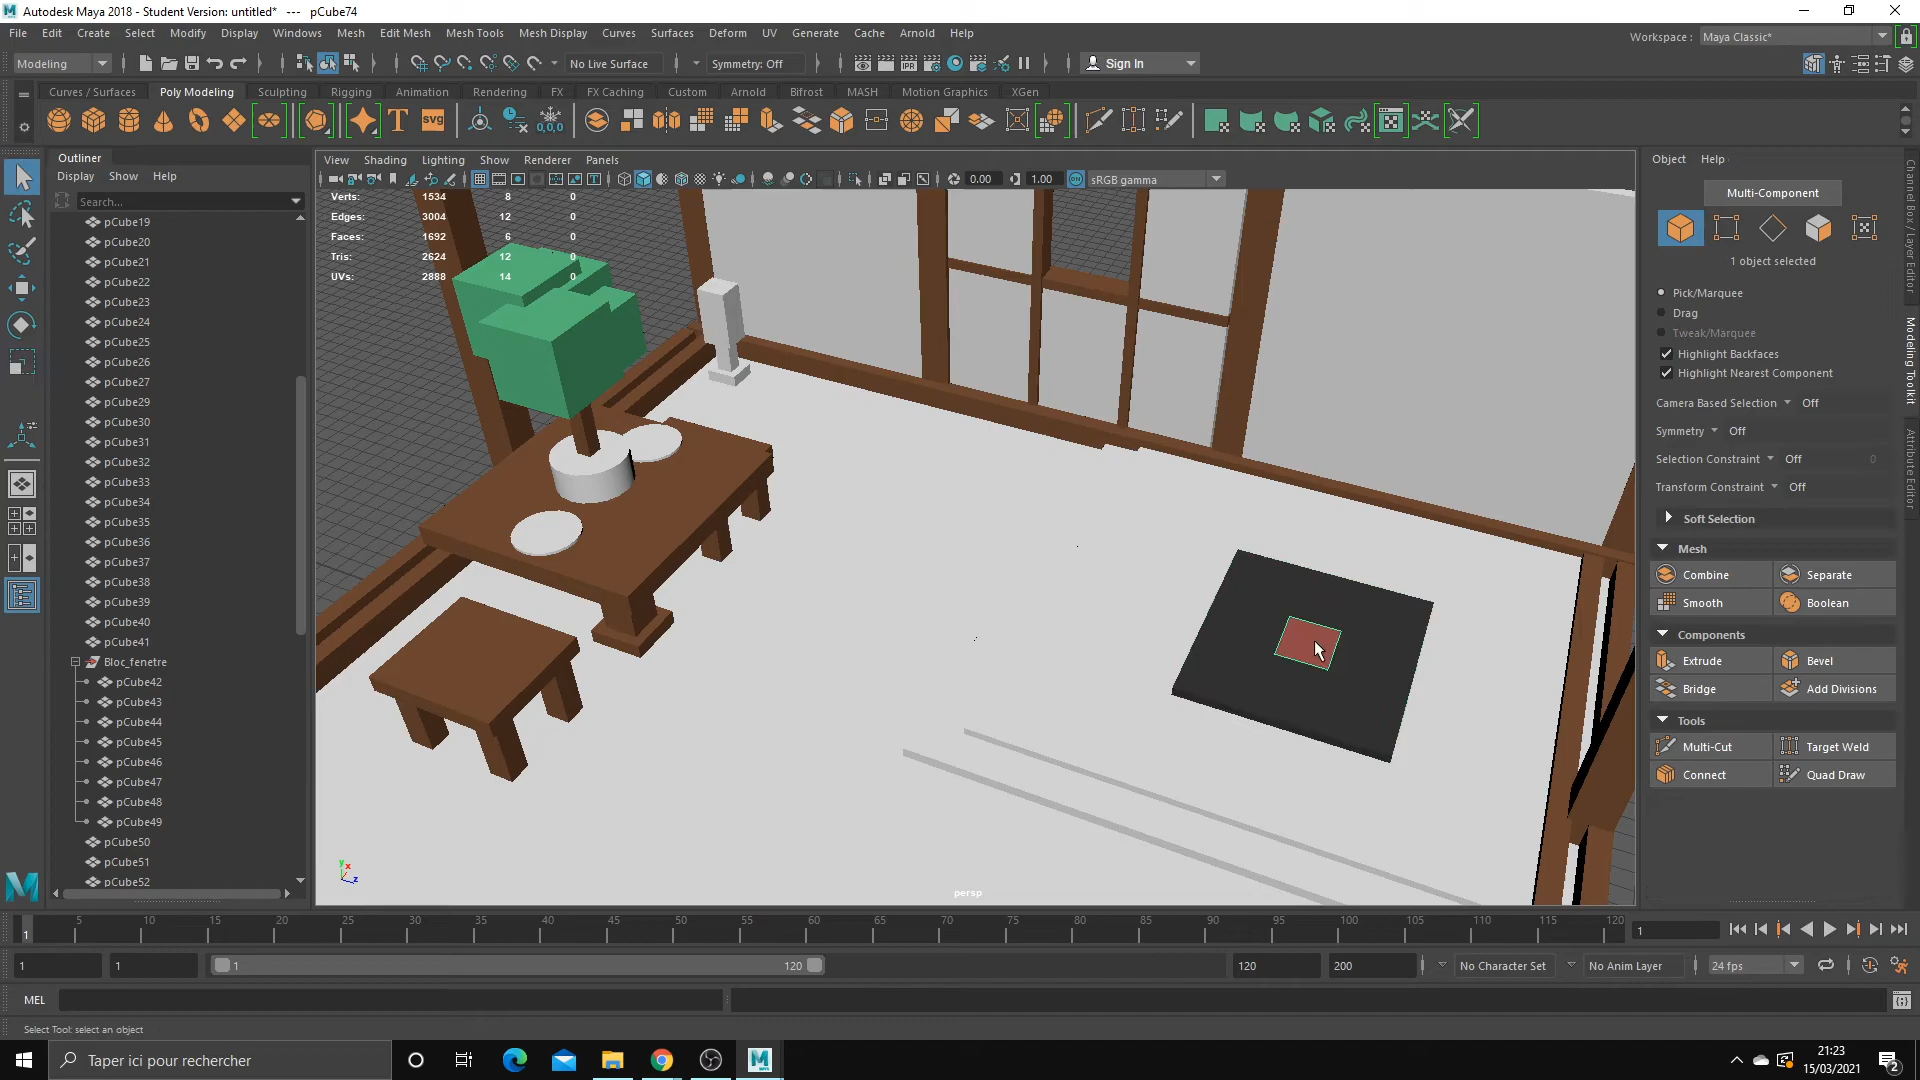 Autodesk Maya 2018 - Student Version: untitled*   ---   pCube74
File Edit Create Select Modify Display Windows Mesh Edit Mesh Mesh Tools Mesh Display Curves Surfaces Deform UV Generate Cache Arnold Help
Workspace : Maya Classic*
Modeling No Live Surface Symmetry: Off Sign In
Curves / Surfaces Poly Modeling Sculpting Rigging Animation Rendering FX FX Caching Custom Arnold Bifrost MASH Motion Graphics XGen
Outliner
Display Show Help
Search...
pCube19
pCube20
pCube21
pCube22
pCube23
pCube24
pCube25
pCube26
pCube27
pCube29
pCube30
pCube31
pCube32
pCube33
pCube34
pCube35
pCube36
pCube37
pCube38
pCube39
pCube40
pCube41
Bloc_fenetre
pCube42
pCube43
pCube44
pCube45
pCube46
pCube47
pCube48
pCube49
pCube50
pCube51
pCube52
View Shading Lighting Show Renderer Panels
0.00 1.00 sRGB gamma
Verts: 1534 8 0
Edges: 3004 12 0
Faces: 1692 6 0
Tris: 2624 12 0
UVs: 2888 14 0
persp
Object Help
Multi-Component
1 object selected
Pick/Marquee
Drag
Tweak/Marquee
Highlight Backfaces
Highlight Nearest Component
Camera Based Selection Off
Symmetry Off
Selection Constraint Off 0
Transform Constraint Off
Soft Selection
Mesh
Combine Separate
Smooth Boolean
Components
Extrude Bevel
Bridge Add Divisions
Tools
Multi-Cut Target Weld
Connect Quad Draw
Channel Box / Layer Editor
Modeling Toolkit
Attribute Editor
5 10 15 20 25 30 35 40 45 50 55 60 65 70 75 80 85 90 95 100 105 110 115 120
1 1
1 1 1 120 120 200 No Character Set No Anim Layer 24 fps
MEL
Select Tool: select an object
Taper ici pour rechercher
21:23
15/03/2021
2